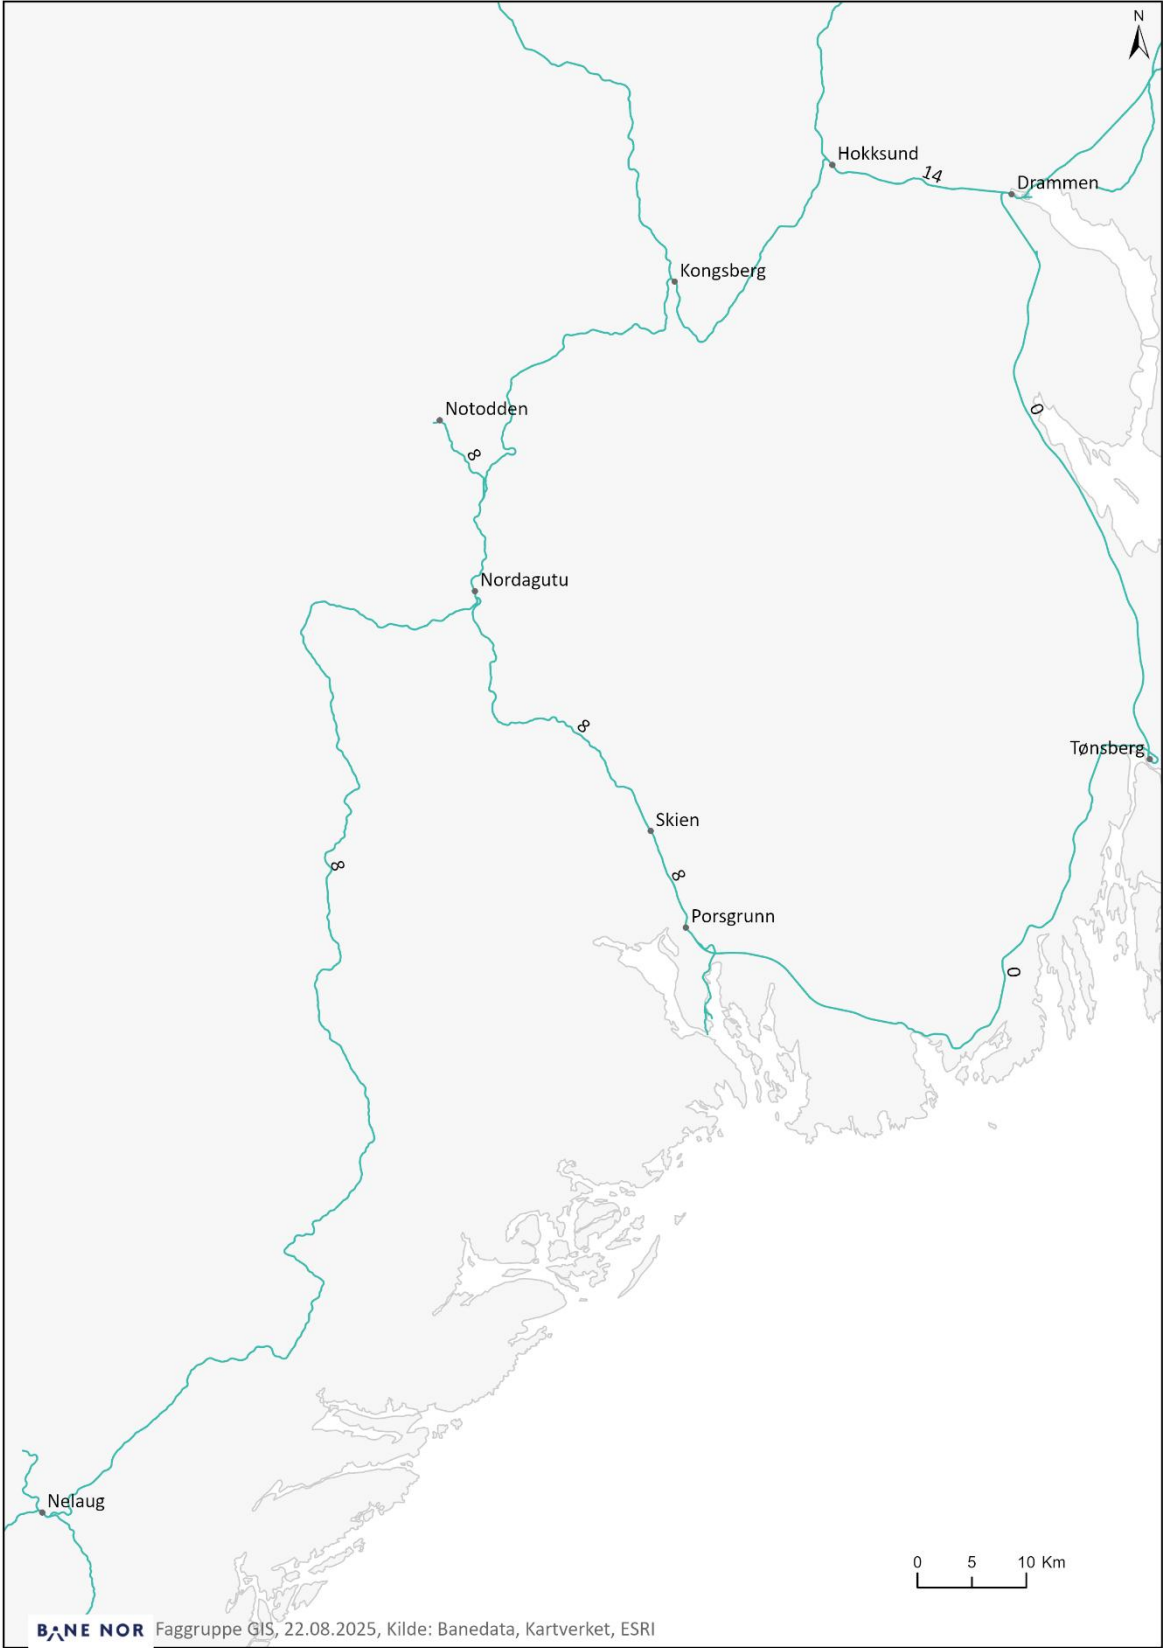 N
Hokksund
14
Drammen
Kongsberg
0
Notodden
8
Nordagutu
8
Tønsberg
Skien
8
8
Porsgrunn
0
Nelaug
0 5 10 Km
BANE NOR Faggruppe GIS, 22.08.2025, Kilde: Banedata, Kartverket, ESRI